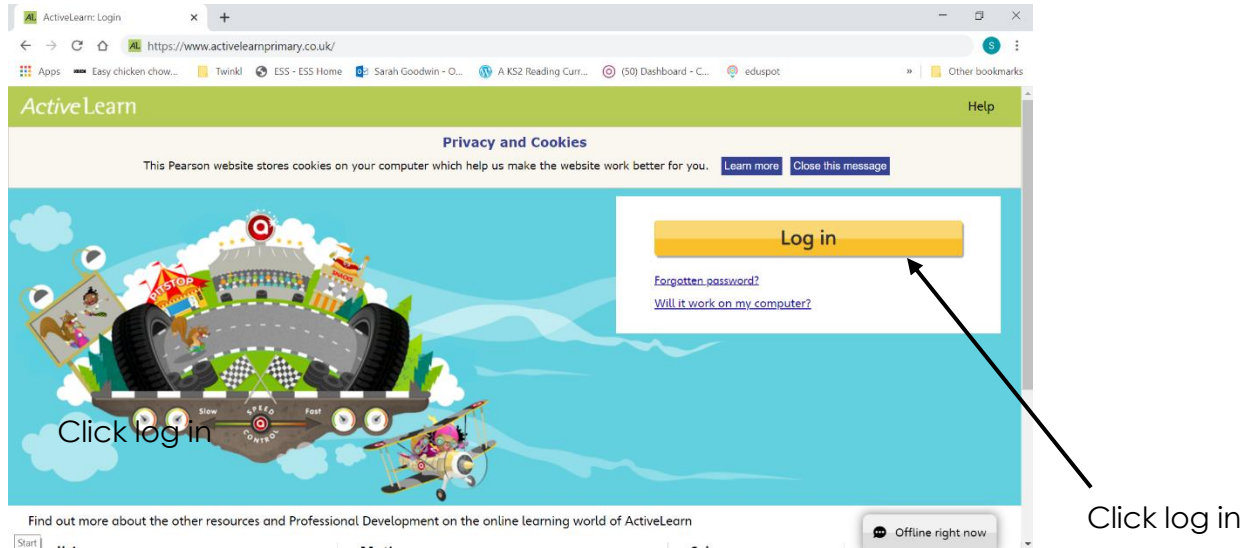 AL ActiveLearn: Login × +
AL https://www.activelearnprimary.co.uk/ S
Apps Easy chicken chow... Twinkl ESS - ESS Home Sarah Goodwin - O... A KS2 Reading Curr... (50) Dashboard - C... eduspot » Other bookmarks
ActiveLearn Help
Privacy and Cookies
This Pearson website stores cookies on your computer which help us make the website work better for you. Learn more Close this message
Log in
Forgotten password?
Will it work on my computer?
a
PITSTOP
SNACKS
Slow SPEED Fast
a
CONTROL
Click log in
Click log in
Find out more about the other resources and Professional Development on the online learning world of ActiveLearn
Offline right now
Start